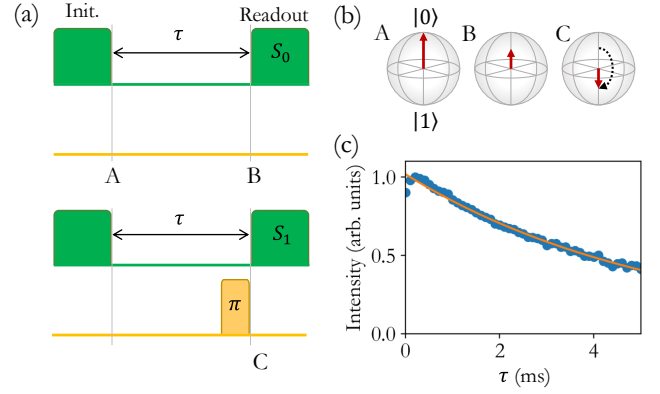 (a)
Init.
Readout
τ
S₀
A
B
τ
S₁
π
C
(b)
|0⟩
A
B
C
|1⟩
(c)
Intensity (arb. units)
1.0
0.5
0.0
0
2
4
τ (ms)